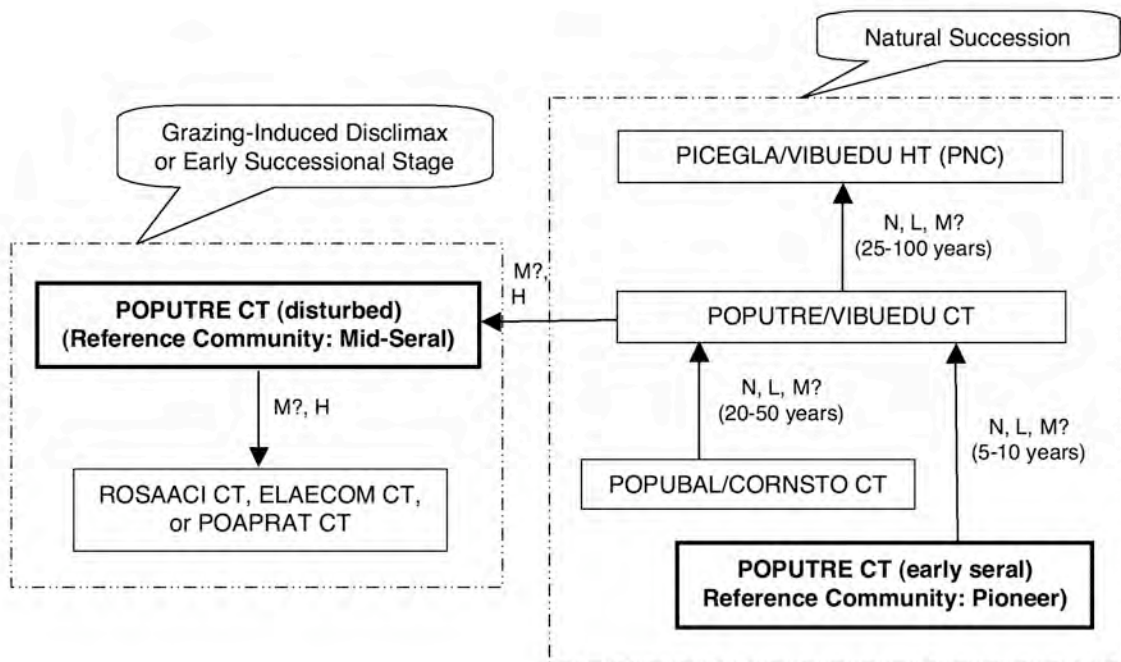 Natural Succession
Grazing-Induced Disclimax
or Early Successional Stage
PICEGLA/VIBUEDU HT (PNC)
N, L, M?
(25-100 years)
M?,
H
POPUTRE CT (disturbed)
(Reference Community: Mid-Seral)
POPUTRE/VIBUEDU CT
M?, H
N, L, M?
(20-50 years)
N, L, M?
(5-10 years)
ROSAACI CT, ELAECOM CT,
or POAPRAT CT
POPUBAL/CORNSTO CT
POPUTRE CT (early seral)
Reference Community: Pioneer)